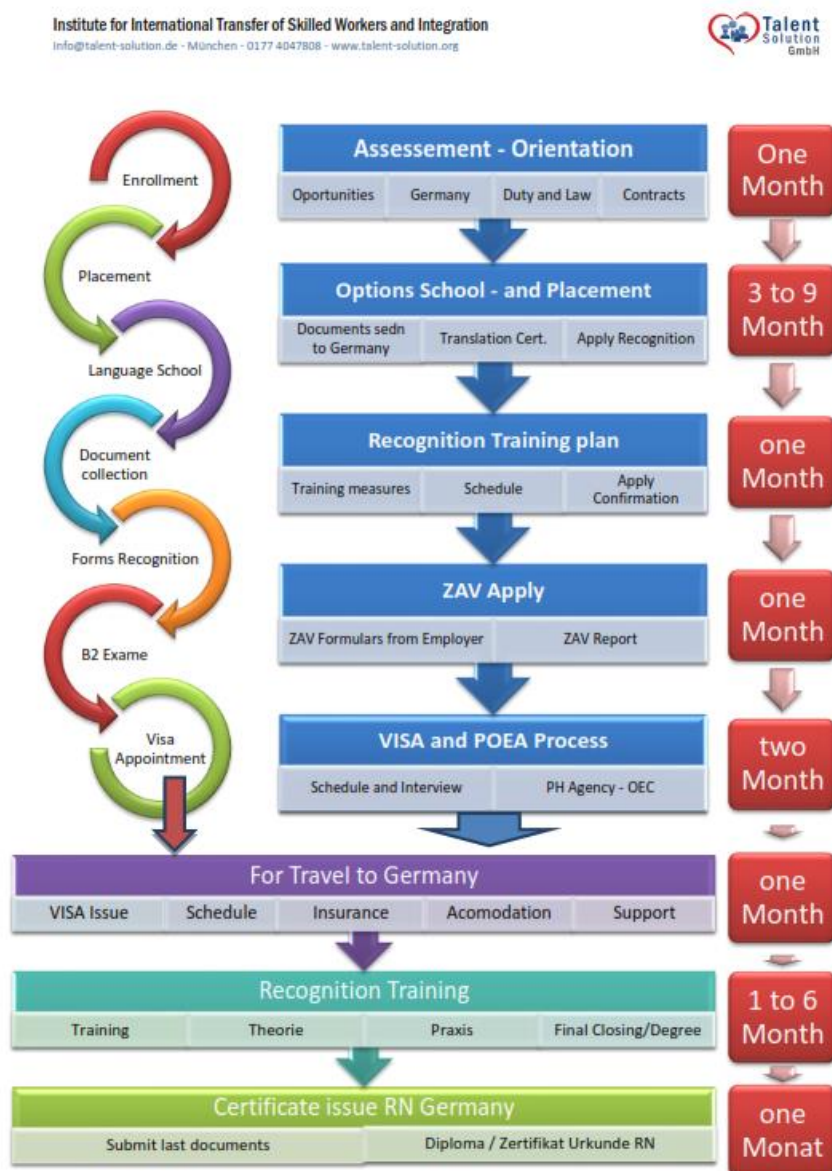 Institute for International Transfer of Skilled Workers and Integration
Info@talent-solution.de - München - 0177 4047808 - www.talent-solution.org
Talent
Solution
GmbH
Enrollment
Placement
Language School
Document
collection
Forms Recognition
B2 Exame
Visa
Appointment
Assessement - Orientation
Oportunities
Germany
Duty and Law
Contracts
Options School - and Placement
Documents sedn
to Germany
Translation Cert.
Apply Recognition
Recognition Training plan
Training measures
Schedule
Apply
Confirmation
ZAV Apply
ZAV Formulars from Employer
ZAV Report
VISA and POEA Process
Schedule and Interview
PH Agency - OEC
For Travel to Germany
VISA Issue
Schedule
Insurance
Acomodation
Support
Recognition Training
Training
Theorie
Praxis
Final Closing/Degree
Certificate issue RN Germany
Submit last documents
Diploma / Zertifikat Urkunde RN
One
Month
3 to 9
Month
one
Month
one
Month
two
Month
one
Month
1 to 6
Month
one
Monat